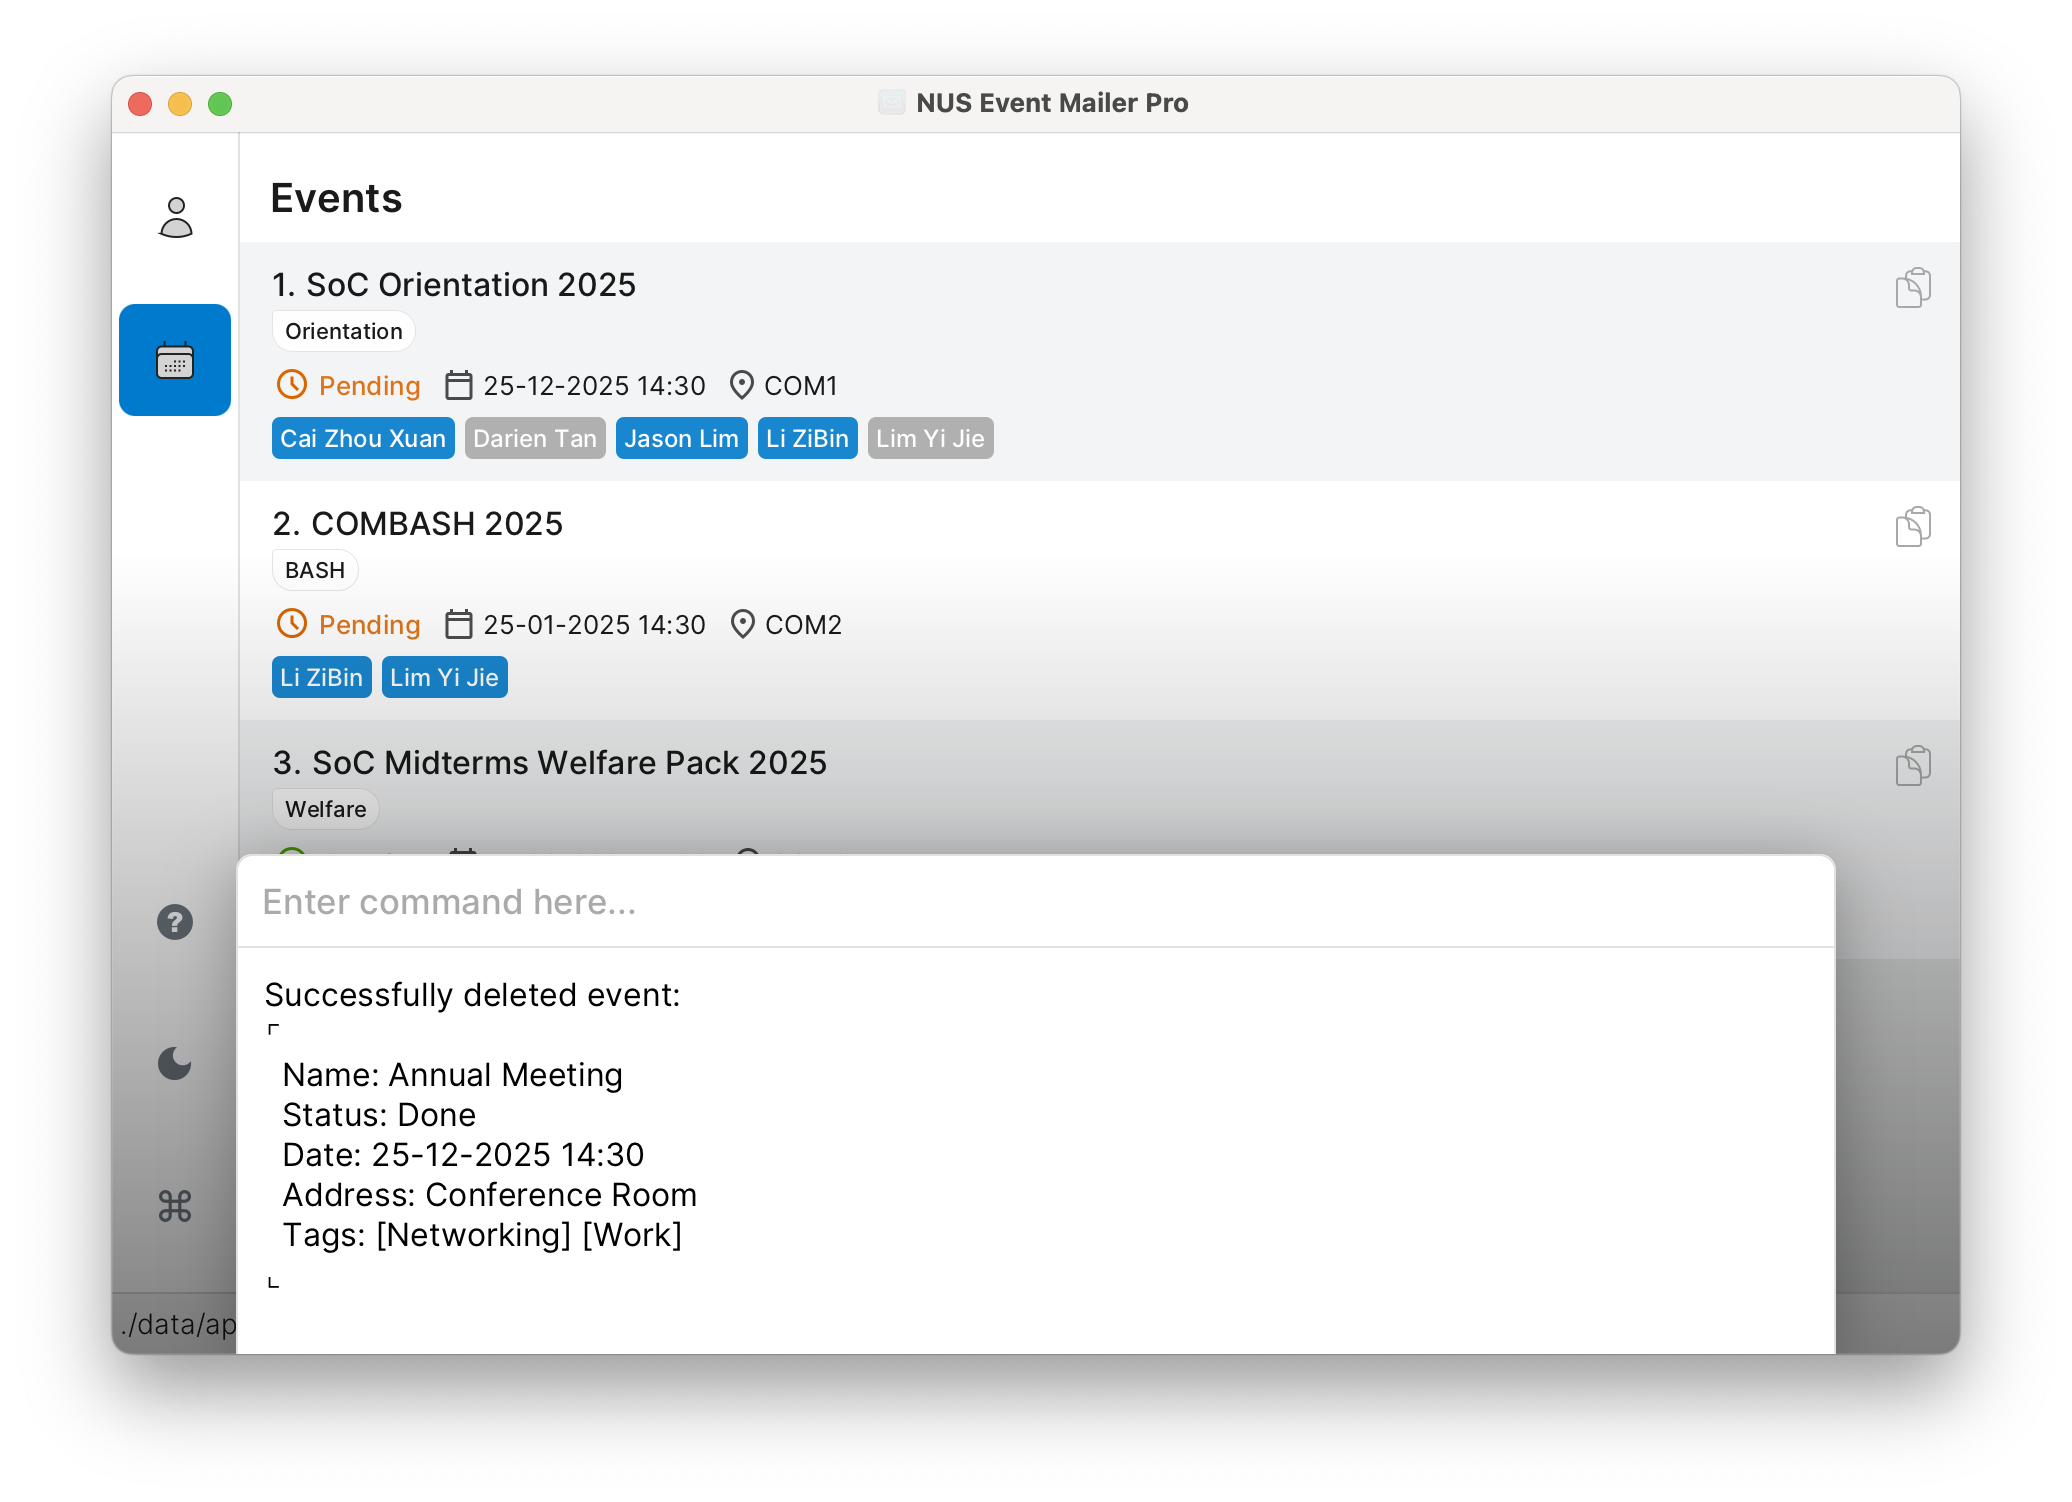 NUS Event Mailer Pro
Events
1. SoC Orientation 2025
Orientation
Pending 25-12-2025 14:30 COM1
Cai Zhou Xuan Darien Tan Jason Lim Li ZiBin Lim Yi Jie
2. COMBASH 2025
BASH
Pending 25-01-2025 14:30 COM2
Li ZiBin Lim Yi Jie
3. SoC Midterms Welfare Pack 2025
Welfare
Enter command here...
Successfully deleted event:
⌜
Name: Annual Meeting
Status: Done
Date: 25-12-2025 14:30
Address: Conference Room
Tags: [Networking] [Work]
⌞
./data/ap